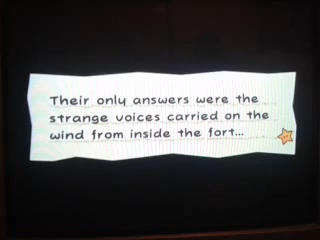 Their only answers were the
strange voices carried on the
wind from inside the fort...